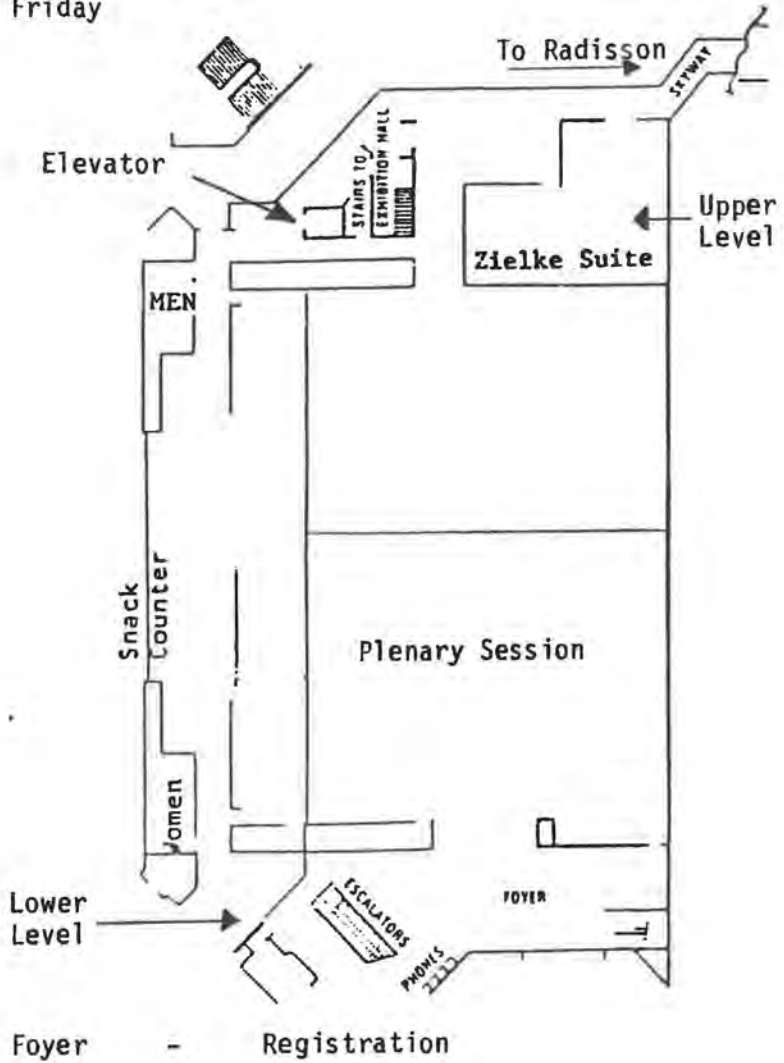 Friday
To Radisson
SKYWAY
Elevator
STAIRS TO
EXHIBITION HALL
Upper
Level
Zielke Suite
MEN
Snack
Counter
Plenary Session
Women
Lower
Level
ESCALATORS
FOYER
PHONES
Foyer - Registration